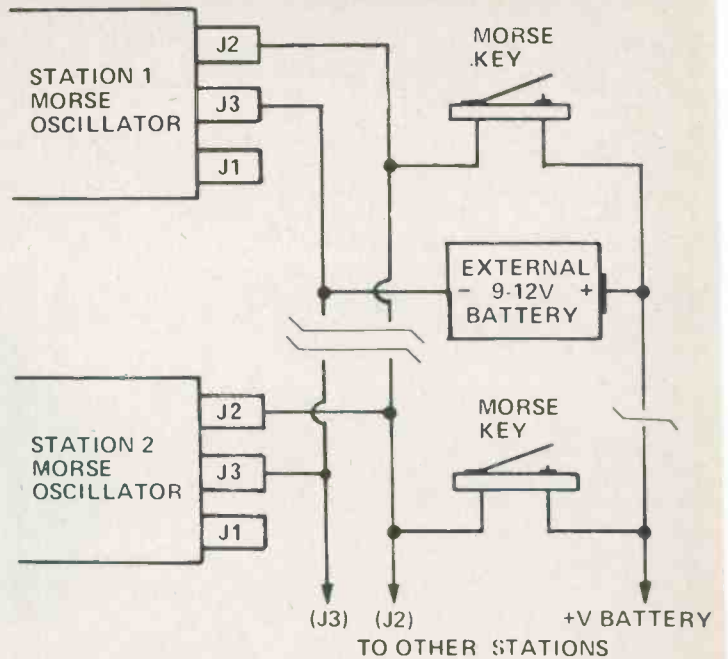 J2
STATION 1
MORSE
OSCILLATOR
J3
J1
MORSE
KEY
EXTERNAL
- 9-12V +
BATTERY
J2
STATION 2
MORSE
OSCILLATOR
J3
J1
MORSE
KEY
(J3) (J2) +V BATTERY
TO OTHER STATIONS